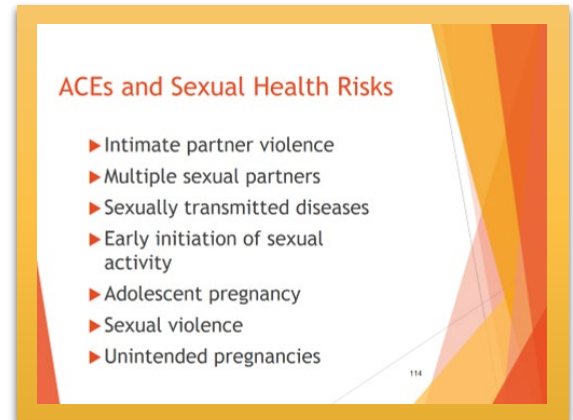 ACEs and Sexual Health Risks
Intimate partner violence
Multiple sexual partners
Sexually transmitted diseases
Early initiation of sexual
activity
Adolescent pregnancy
Sexual violence
Unintended pregnancies
114